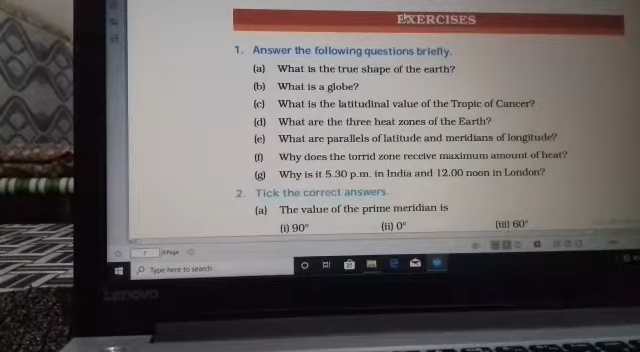 EXERCISES
1. Answer the following questions briefly.
(a) What is the true shape of the earth?
(b) What is a globe?
(c) What is the latitudinal value of the Tropic of Cancer?
(d) What are the three heat zones of the Earth?
(e) What are parallels of latitude and meridians of longitude?
(f) Why does the torrid zone receive maximum amount of heat?
(g) Why is it 5.30 p.m. in India and 12.00 noon in London?
2. Tick the correct answers.
(a) The value of the prime meridian is
(i) 90° (ii) 0° (iii) 60°
Type here to search
Lenovo